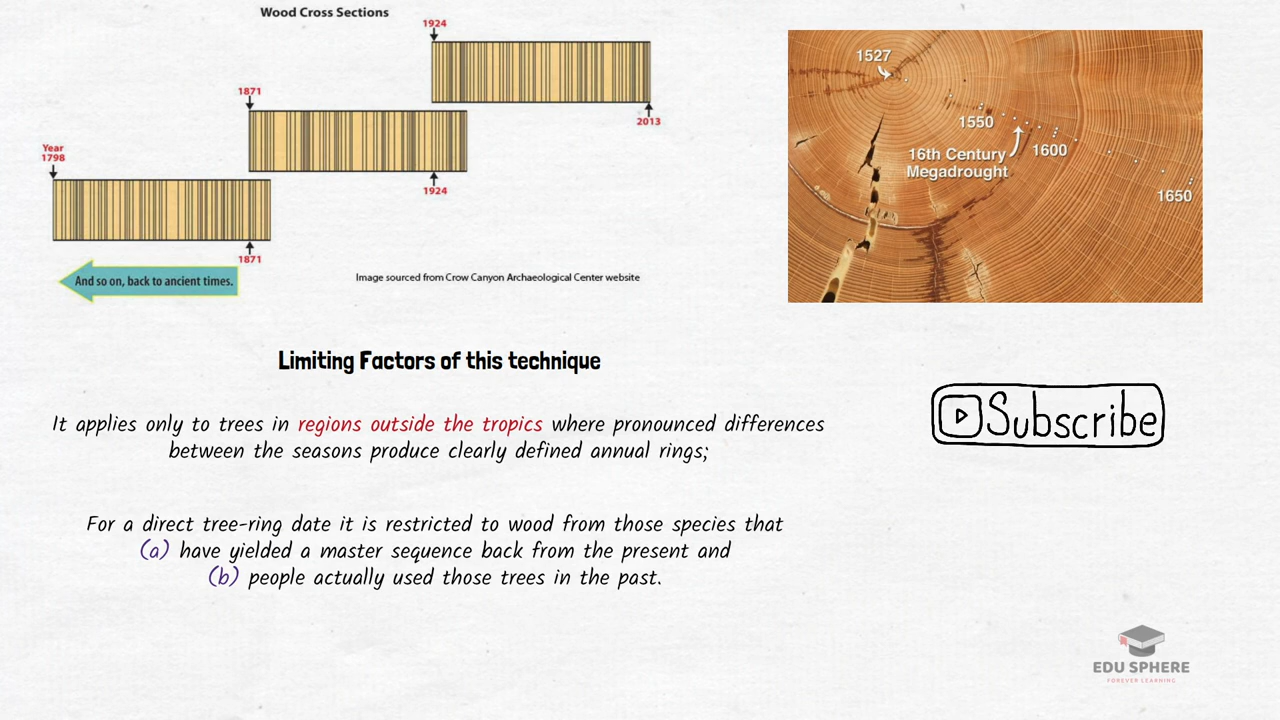 Wood Cross Sections
1924
2013
1871
1924
Year
1798
1871
And so on, back to ancient times.
Image sourced from Crow Canyon Archaeological Center website
1527
1550
16th Century
Megadrought
1600
1650
Limiting Factors of this technique
It applies only to trees in regions outside the tropics where pronounced differences
between the seasons produce clearly defined annual rings;
For a direct tree-ring date it is restricted to wood from those species that
(a) have yielded a master sequence back from the present and
(b) people actually used those trees in the past.
Subscribe
EDU SPHERE
FOREVER LEARNING